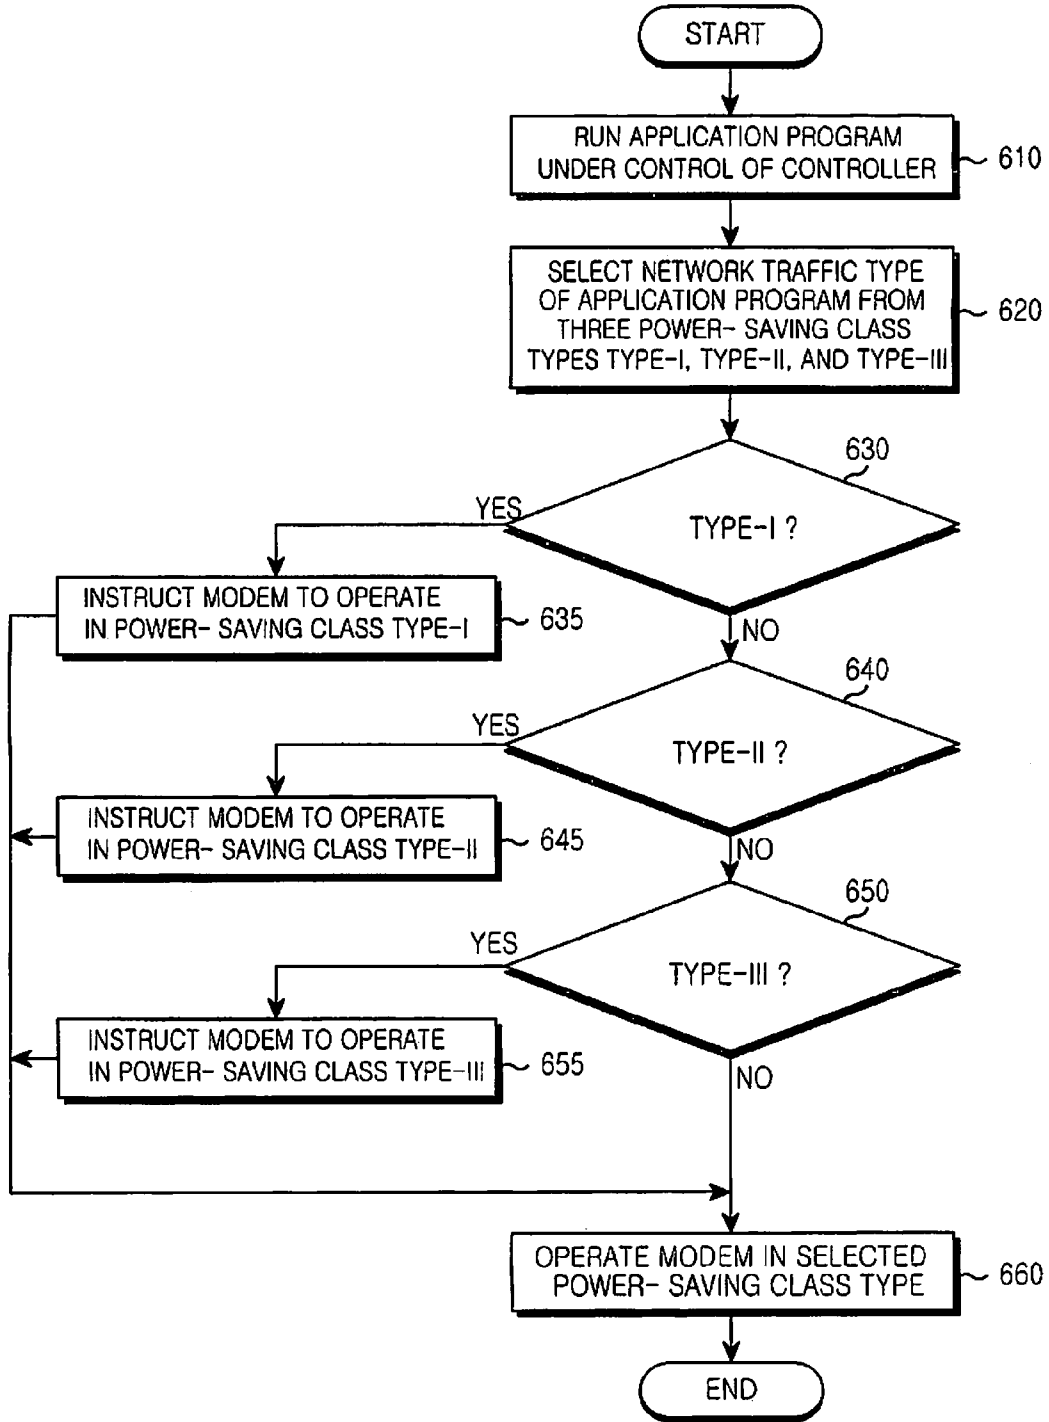 START
RUN APPLICATION PROGRAM
UNDER CONTROL OF CONTROLLER
610
SELECT NETWORK TRAFFIC TYPE
OF APPLICATION PROGRAM FROM
THREE POWER- SAVING CLASS
TYPES TYPE-I, TYPE-II, AND TYPE-III
620
630
YES
TYPE-I ?
INSTRUCT MODEM TO OPERATE
IN POWER- SAVING CLASS TYPE-I
635
NO
640
YES
TYPE-II ?
INSTRUCT MODEM TO OPERATE
IN POWER- SAVING CLASS TYPE-II
645
NO
650
YES
TYPE-III ?
INSTRUCT MODEM TO OPERATE
IN POWER- SAVING CLASS TYPE-III
655
NO
OPERATE MODEM IN SELECTED
POWER- SAVING CLASS TYPE
660
END